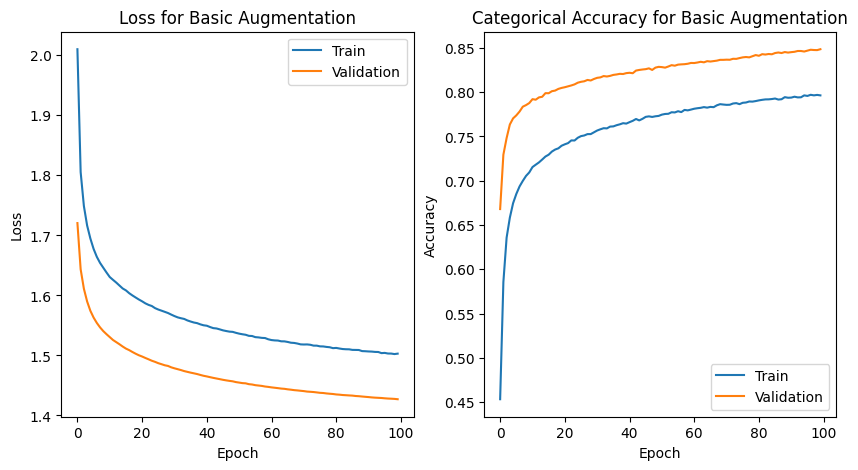 Loss for Basic Augmentation
Train
Validation
2.0
1.9
1.8
1.7
1.6
1.5
1.4
Loss
0
20
40
60
80
100
Epoch
Categorical Accuracy for Basic Augmentation
0.85
0.80
0.75
0.70
0.65
0.60
0.55
0.50
0.45
Accuracy
Train
Validation
0
20
40
60
80
100
Epoch